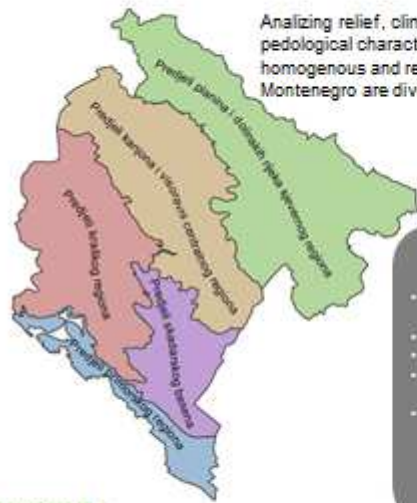 Analizing relief, clin
pedological charact
homogenous and re
Montenegro are div
Predjeli planina i dolinskih rijeka sjevernog regiona
Predjeli kanjona i visoravni centralnog regiona
Predjeli kraškog regiona
Predjeli skadarskog basena
Predjeli primorskog regiona